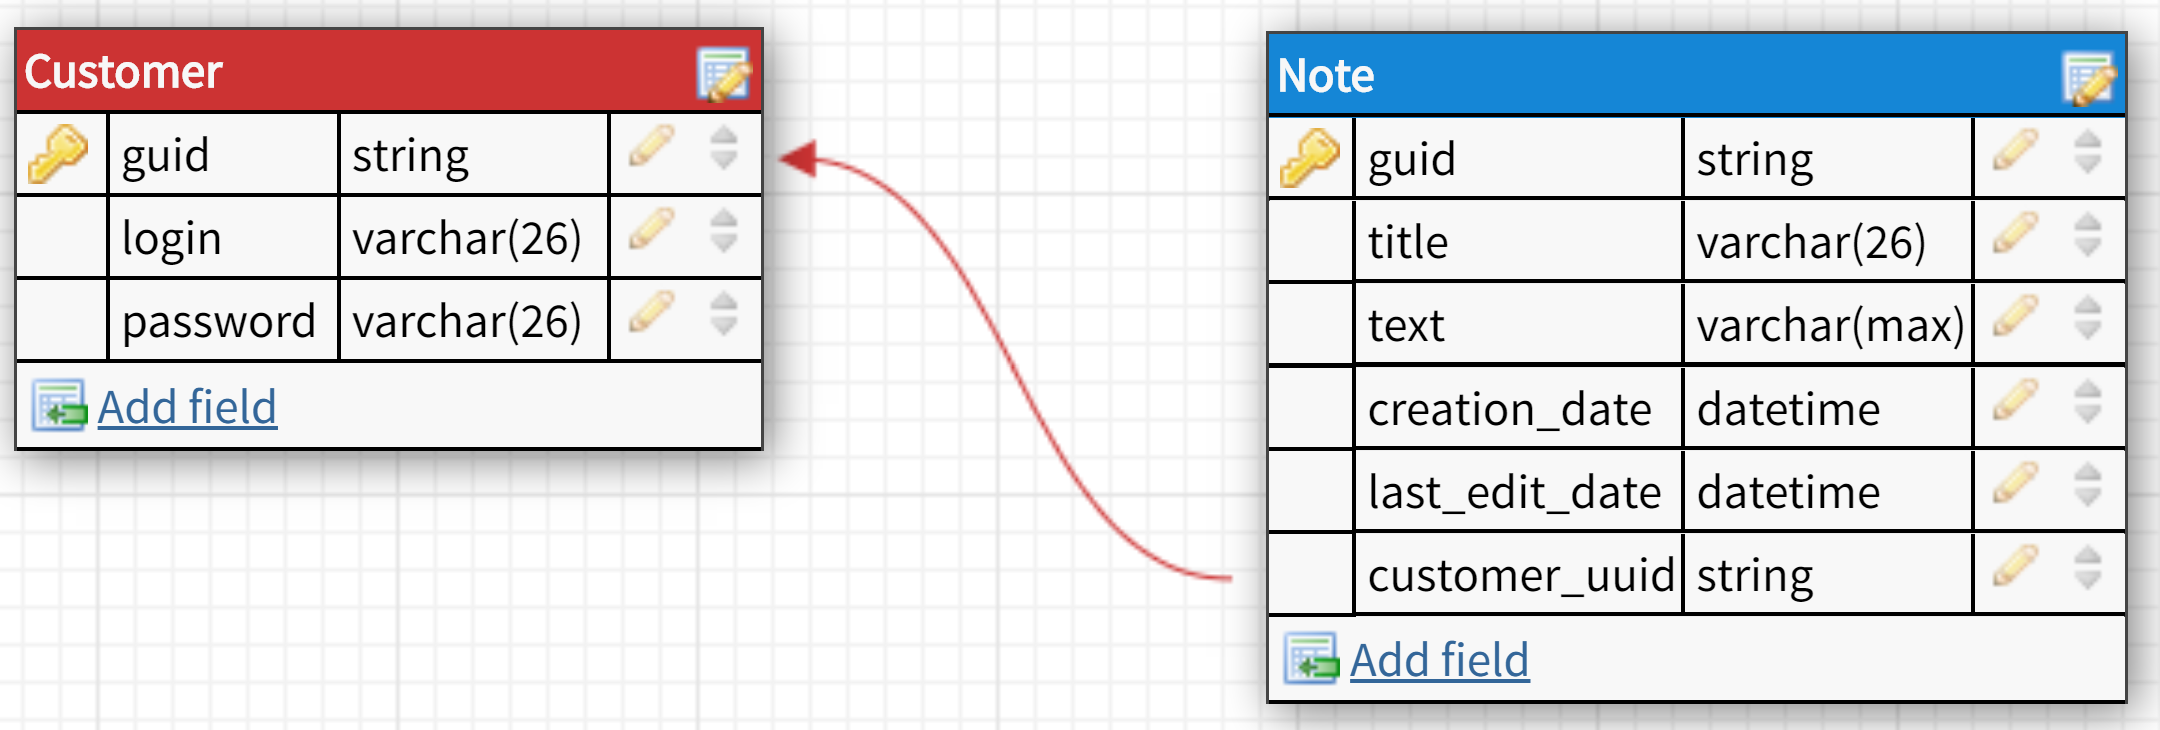 Customer
guid string
login varchar(26)
password varchar(26)
Add field
Note
guid string
title varchar(26)
text varchar(max)
creation_date datetime
last_edit_date datetime
customer_uuid string
Add field